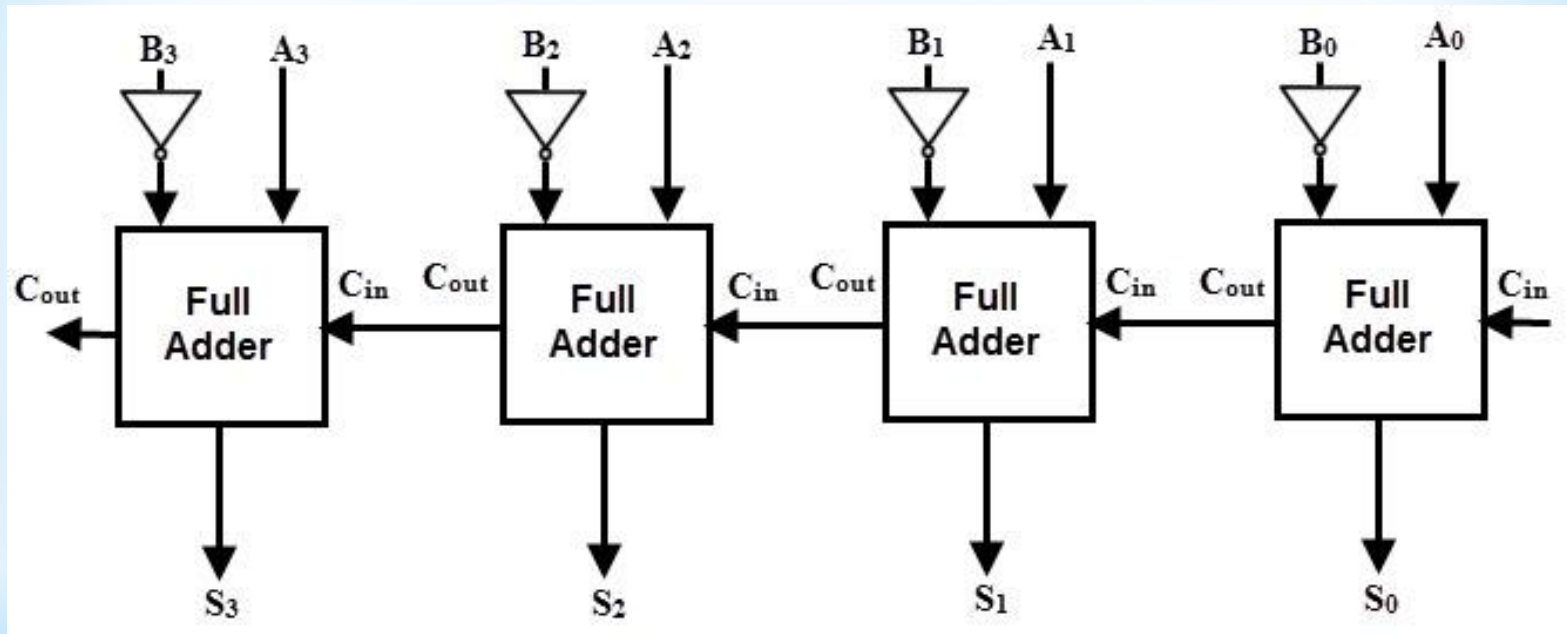 B₃ A₃ B₂ A₂ B₁ A₁ B₀ A₀
Cout Full Adder Cin Cout Full Adder Cin Cout Full Adder Cin Cout Full Adder Cin
S₃ S₂ S₁ S₀